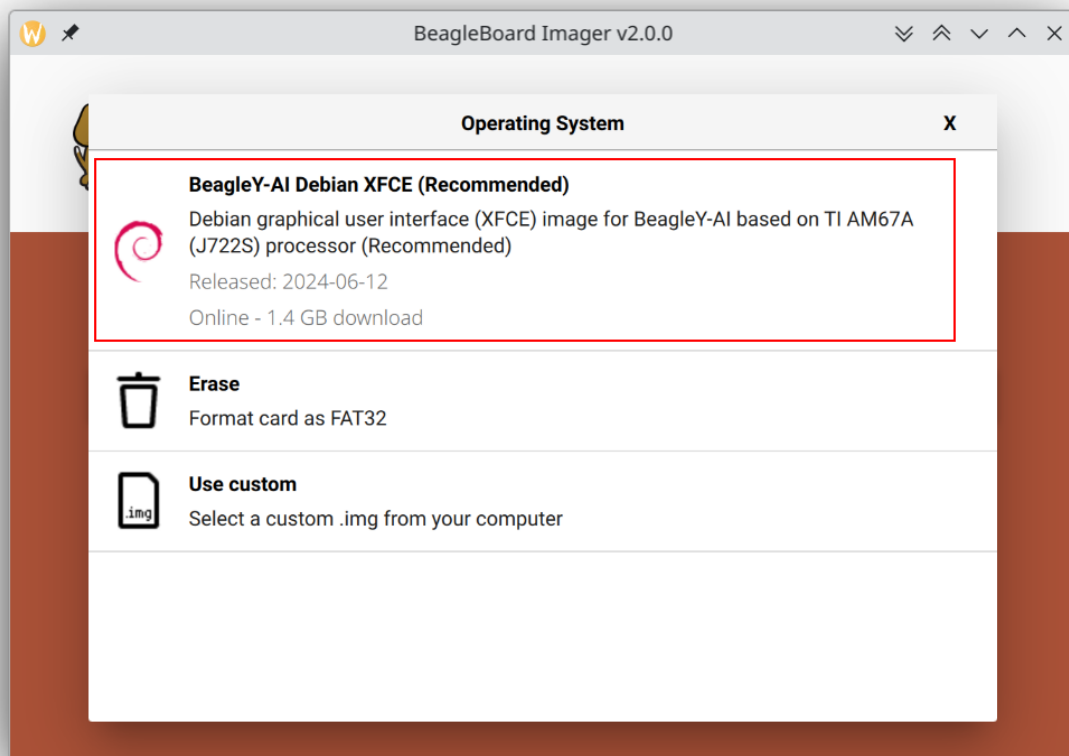 W
BeagleBoard Imager v2.0.0
Operating System
X
BeagleY-AI Debian XFCE (Recommended)
Debian graphical user interface (XFCE) image for BeagleY-AI based on TI AM67A
(J722S) processor (Recommended)
Released: 2024-06-12
Online - 1.4 GB download
Erase
Format card as FAT32
Use custom
.img
Select a custom .img from your computer